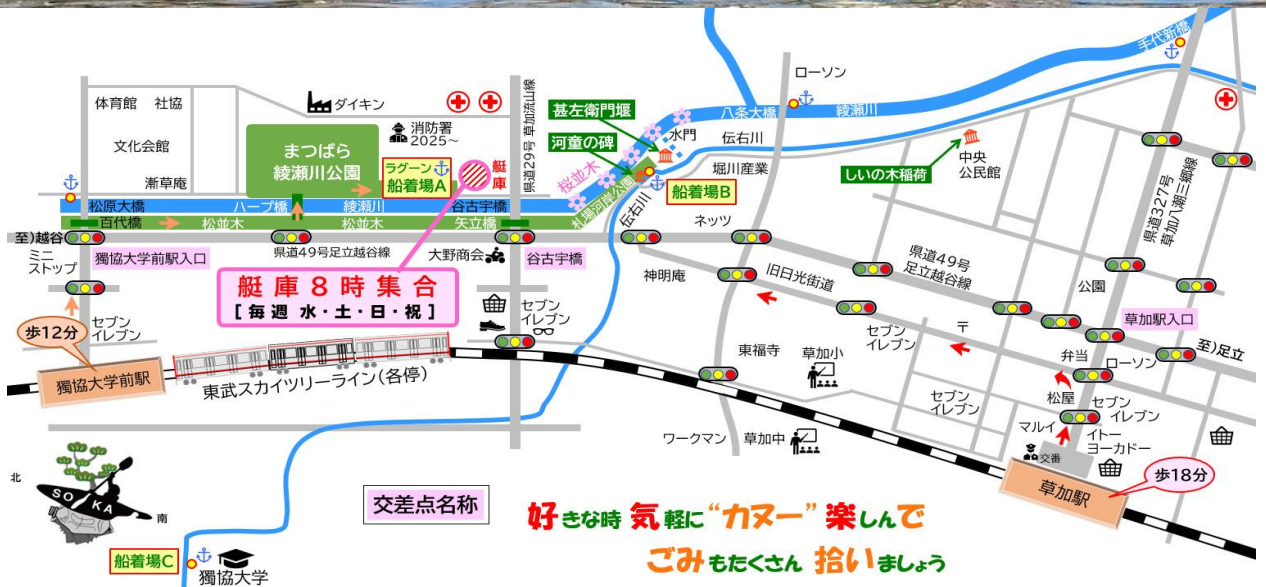 手代新橋
ローソン
県道29号 草加流山線
体育館 社協
ダイキン
甚左衛門堰
八条大橋
綾瀬川
文化会館
消防署
2025~
水門
伝右川
まつばら
綾瀬川公園
河童の碑
桜並木
ラグーン
船着場A
艇庫
堀川産業
しいの木稲荷
中央
公民館
漸草庵
船着場B
県道327号
草加八潮三郷線
松原大橋
ハープ橋
綾瀬川
谷古宇橋
札場河岸公園
伝右川
百代橋
松並木
松並木
矢立橋
ネッツ
至)越谷
ミニ
ストップ
獨協大学前駅入口
県道49号足立越谷線
大野商会
谷古宇橋
神明庵
旧日光街道
県道49号
足立越谷線
公園
艇庫8時集合
[毎週 水・土・日・祝]
草加駅入口
至)足立
歩12分
セブン
イレブン
セブン
イレブン
セブン
イレブン
〒
弁当
ローソン
獨協大学前駅
東武スカイツリーライン(各停)
東福寺
草加小
セブン
イレブン
松屋
セブン
イレブン
マルイ
イトー
ヨーカドー
ワークマン
草加中
交番
草加駅
歩18分
北
SOKA
南
交差点名称
好きな時 気軽に“カヌー”楽しんで
ごみもたくさん 拾いましょう
船着場C
獨協大学